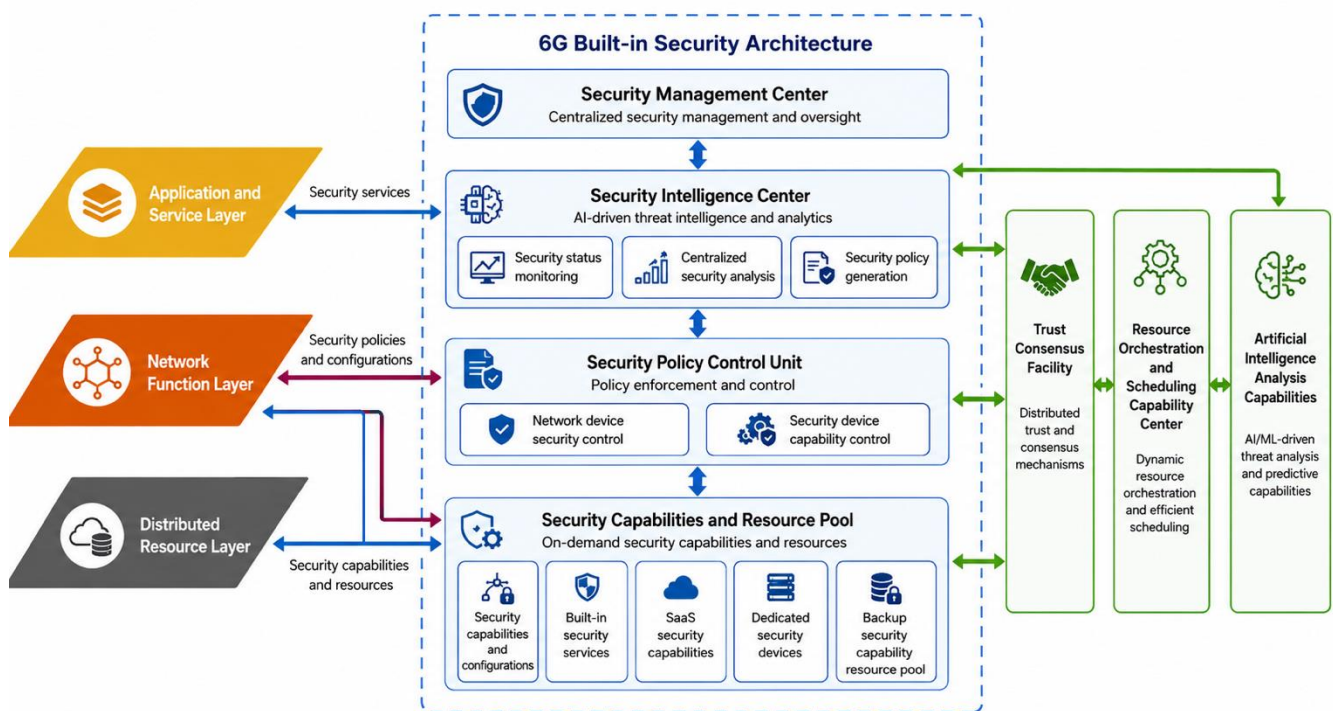 6G Built-in Security Architecture
Security Management Center
Centralized security management and oversight
Application and
Service Layer
Security services
Security Intelligence Center
AI-driven threat intelligence and analytics
Security status
monitoring
Centralized
security analysis
Security policy
generation
Network
Function Layer
Security policies
and configurations
Security Policy Control Unit
Policy enforcement and control
Network device
security control
Security device
capability control
Distributed
Resource Layer
Security capabilities
and resources
Security Capabilities and Resource Pool
On-demand security capabilities and resources
Security
capabilities
and
configurations
Built-in
security
services
SaaS
security
capabilities
Dedicated
security
devices
Backup
security
capability
resource pool
Trust
Consensus
Facility
Distributed
trust and
consensus
mechanisms
Resource
Orchestration
and
Scheduling
Capability
Center
Dynamic
resource
orchestration
and efficient
scheduling
Artificial
Intelligence
Analysis
Capabilities
AI/ML-driven
threat analysis
and predictive
capabilities